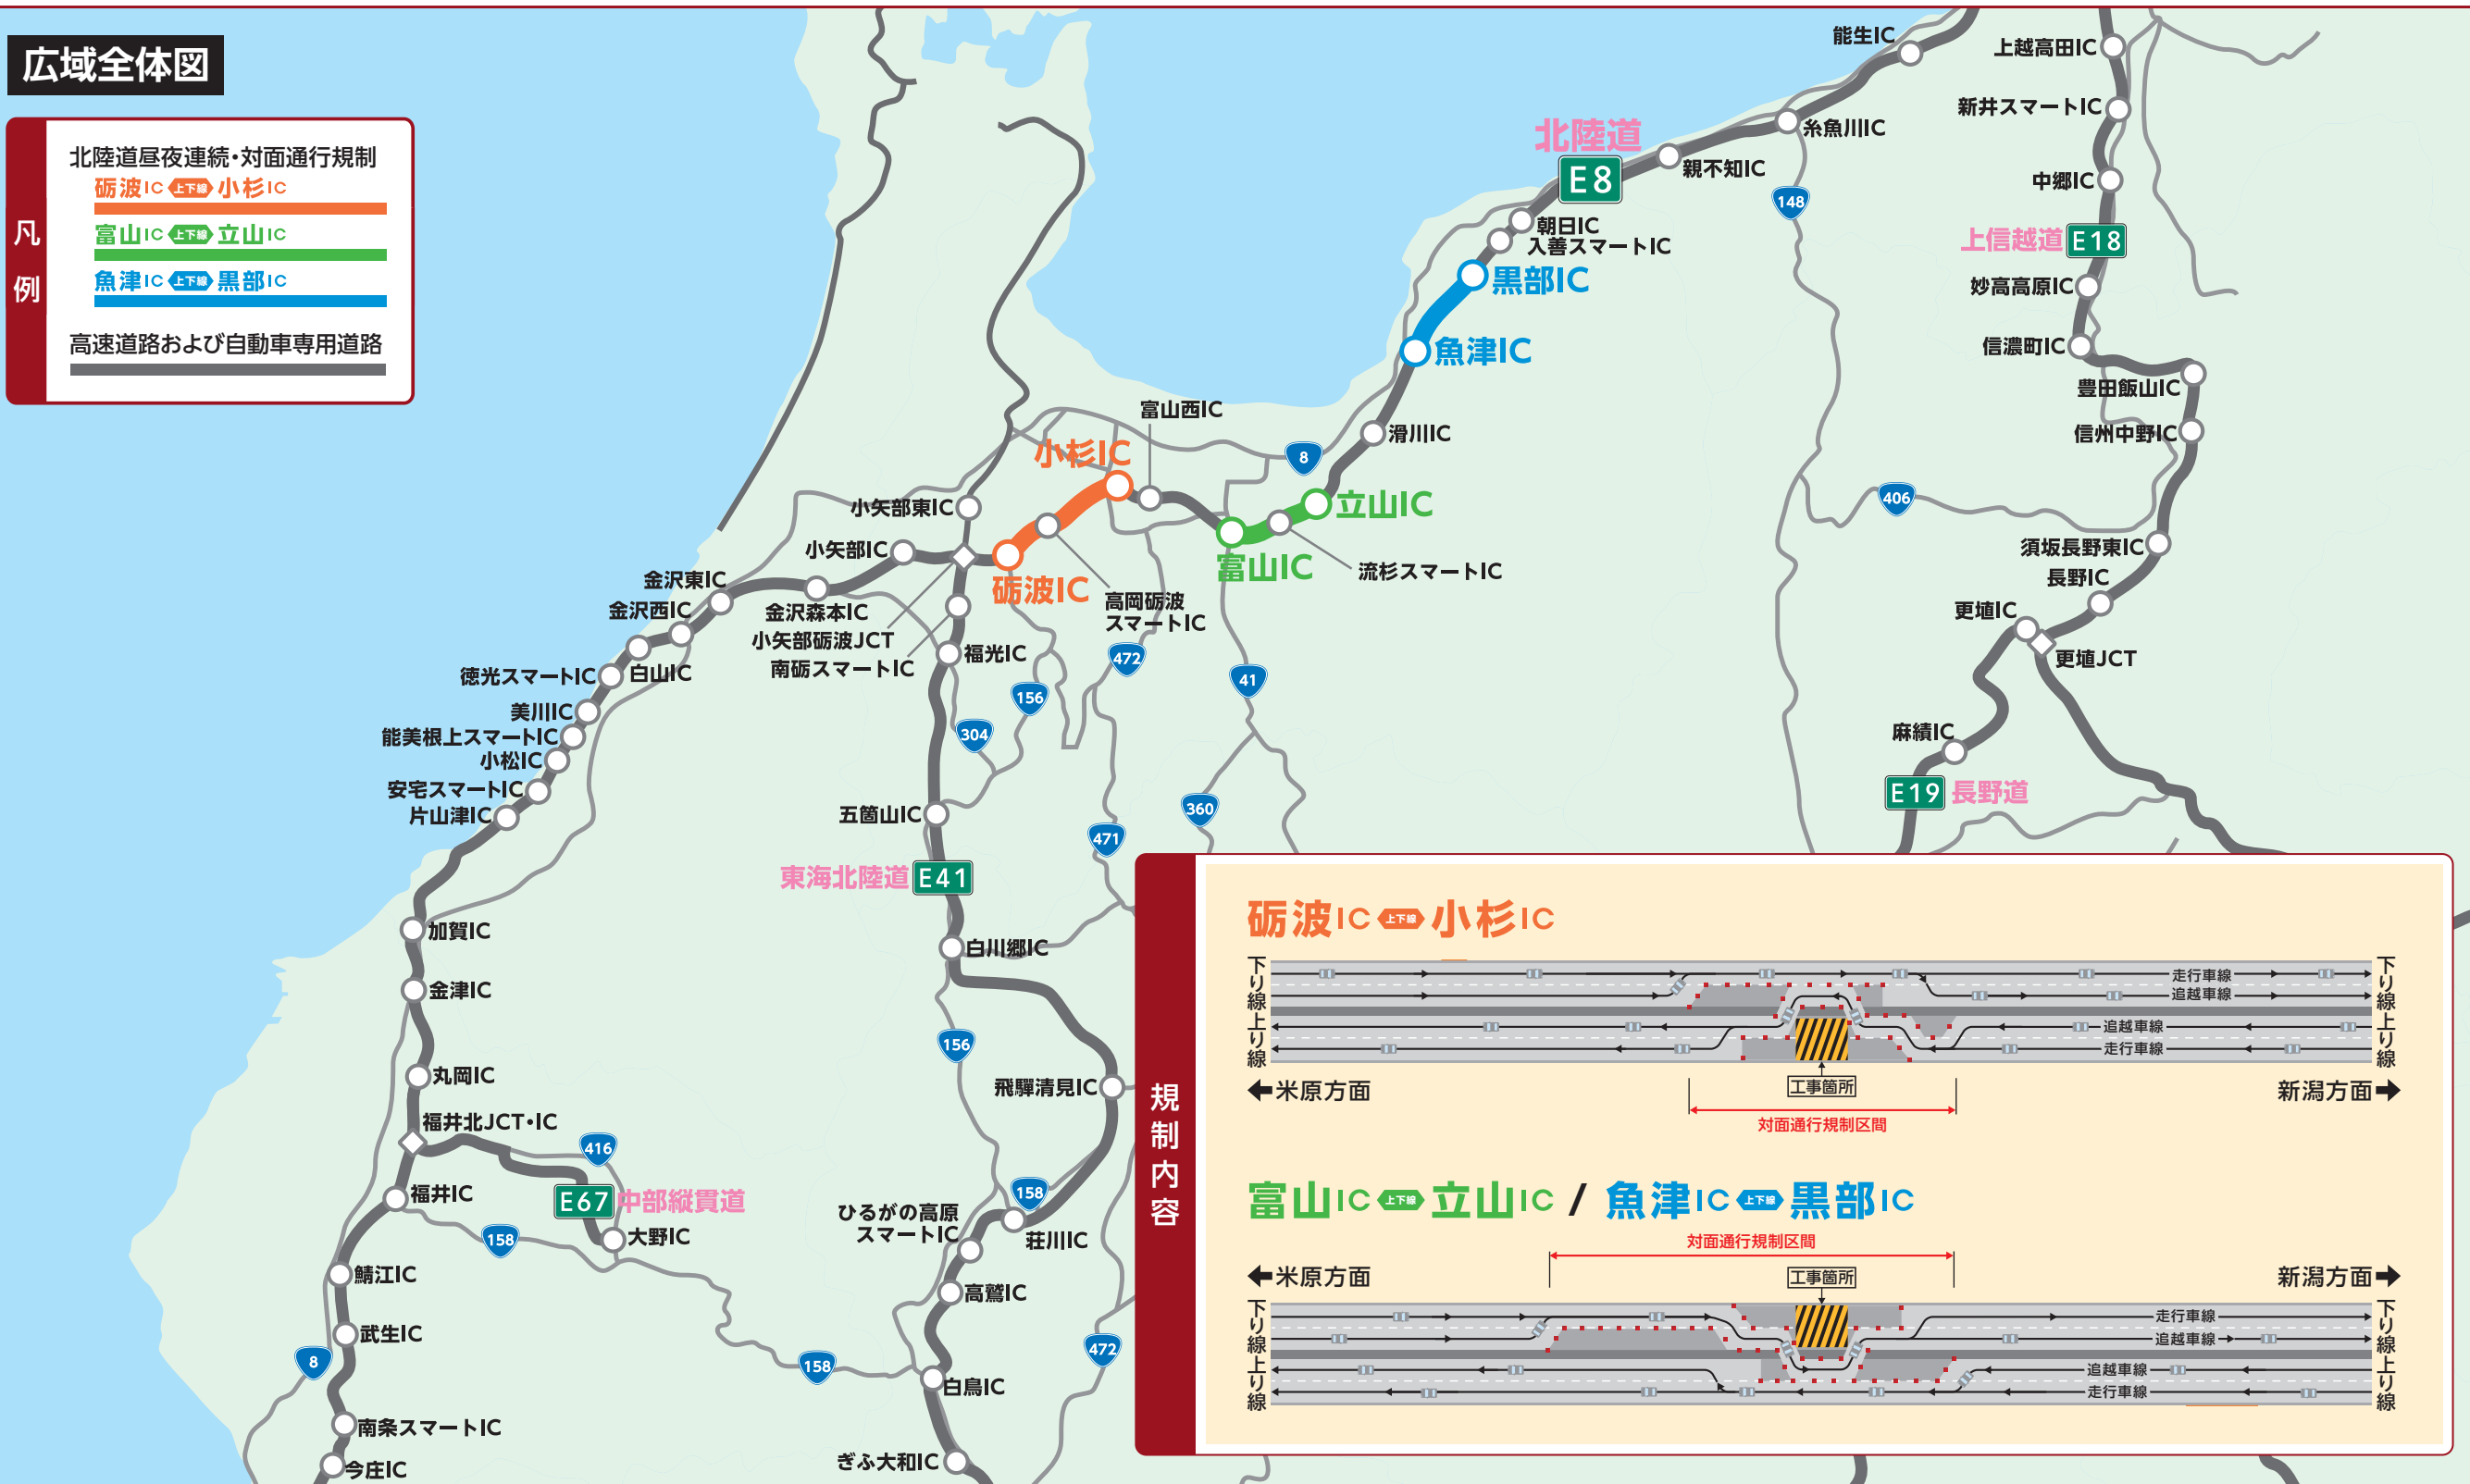 広域全体図
凡例
北陸道昼夜連続・対面通行規制
砺波IC 上下線 小杉IC
富山IC 上下線 立山IC
魚津IC 上下線 黒部IC
高速道路および自動車専用道路
能生IC
上越高田IC
新井スマートIC
糸魚川IC
北陸道
E8
親不知IC
中郷IC
148
朝日IC
入善スマートIC
上信越道 E18
黒部IC
妙高高原IC
魚津IC
信濃町IC
豊田飯山IC
富山西IC
滑川IC
信州中野IC
小杉IC
8
406
小矢部東IC
立山IC
小矢部IC
須坂長野東IC
富山IC
流杉スマートIC
長野IC
金沢東IC
砺波IC
高岡砺波
スマートIC
金沢西IC
金沢森本IC
更埴IC
小矢部砺波JCT
南砺スマートIC
福光IC
472
更埴JCT
徳光スマートIC
白山IC
41
156
美川IC
能美根上スマートIC
304
麻績IC
小松IC
安宅スマートIC
E19 長野道
片山津IC
五箇山IC
360
471
東海北陸道 E41
加賀IC
白川郷IC
金津IC
156
丸岡IC
飛騨清見IC
福井北JCT・IC
416
福井IC
E67 中部縦貫道
158
ひるがの高原
スマートIC
荘川IC
158
大野IC
鯖江IC
高鷲IC
武生IC
8
158
472
白鳥IC
南条スマートIC
ぎふ大和IC
今庄IC
規制内容
砺波IC 上下線 小杉IC
下り線
走行車線
追越車線
下り線
上り線
追越車線
走行車線
上り線
米原方面
工事箇所
新潟方面
対面通行規制区間
富山IC 上下線 立山IC / 魚津IC 上下線 黒部IC
対面通行規制区間
米原方面
工事箇所
新潟方面
下り線
走行車線
追越車線
下り線
上り線
追越車線
走行車線
上り線